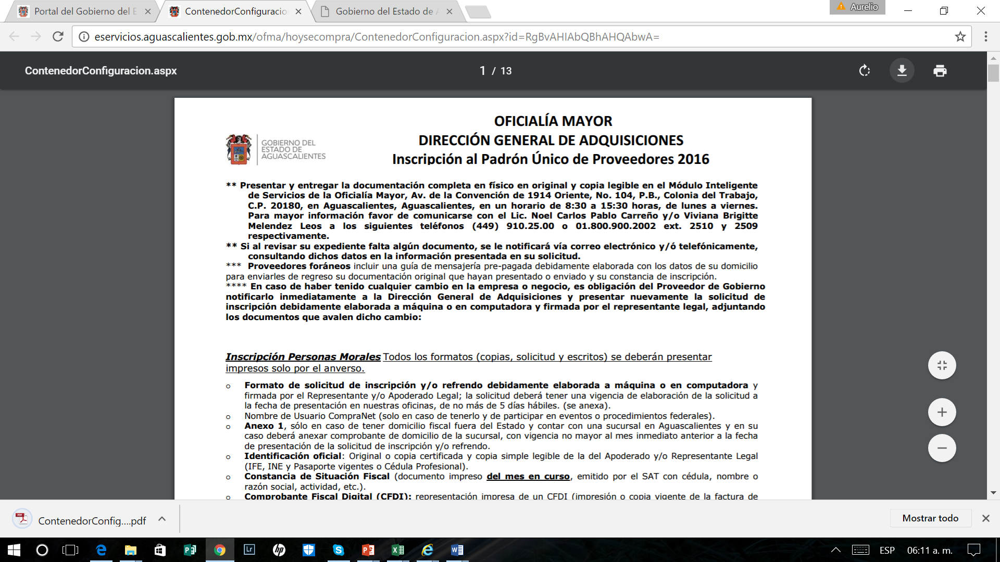 Portal del Gobierno del E
ContenedorConfiguracio
Gobierno del Estado de A
Aurelio
eservicios.aguascalientes.gob.mx/ofma/hoysecompra/ContenedorConfiguracion.aspx?id=RgBvAHIAbQBhAHQAbwA=
ContenedorConfiguracion.aspx
1 / 13
OFICIALÍA MAYOR
DIRECCIÓN GENERAL DE ADQUISICIONES
Inscripción al Padrón Único de Proveedores 2016
GOBIERNO DEL
ESTADO DE
AGUASCALIENTES
** Presentar y entregar la documentación completa en físico en original y copia legible en el Módulo Inteligente
de Servicios de la Oficialía Mayor, Av. de la Convención de 1914 Oriente, No. 104, P.B., Colonia del Trabajo,
C.P. 20180, en Aguascalientes, Aguascalientes, en un horario de 8:30 a 15:30 horas, de lunes a viernes.
Para mayor información favor de comunicarse con el Lic. Noel Carlos Pablo Carreño y/o Viviana Brigitte
Melendez Leos a los siguientes teléfonos (449) 910.25.00 o 01.800.900.2002 ext. 2510 y 2509
respectivamente.
** Si al revisar su expediente falta algún documento, se le notificará vía correo electrónico y/ó telefónicamente,
consultando dichos datos en la información presentada en su solicitud.
*** Proveedores foráneos incluir una guía de mensajería pre-pagada debidamente elaborada con los datos de su domicilio
para enviarles de regreso su documentación original que hayan presentado o enviado y su constancia de inscripción.
**** En caso de haber tenido cualquier cambio en la empresa o negocio, es obligación del Proveedor de Gobierno
notificarlo inmediatamente a la Dirección General de Adquisiciones y presentar nuevamente la solicitud de
inscripción debidamente elaborada a máquina o en computadora y firmada por el representante legal, adjuntando
los documentos que avalen dicho cambio:
Inscripción Personas Morales Todos los formatos (copias, solicitud y escritos) se deberán presentar
impresos solo por el anverso.
o Formato de solicitud de inscripción y/o refrendo debidamente elaborada a máquina o en computadora y
firmada por el Representante y/o Apoderado Legal; la solicitud deberá tener una vigencia de elaboración de la solicitud a
la fecha de presentación en nuestras oficinas, de no más de 5 días hábiles. (se anexa).
o Nombre de Usuario CompraNet (solo en caso de tenerlo y de participar en eventos o procedimientos federales).
o Anexo 1, sólo en caso de tener domicilio fiscal fuera del Estado y contar con una sucursal en Aguascalientes y en su
caso deberá anexar comprobante de domicilio de la sucursal, con vigencia no mayor al mes inmediato anterior a la fecha
de presentación de la solicitud de inscripción y/o refrendo.
o Identificación oficial: Original o copia certificada y copia simple legible de la del Apoderado y/o Representante Legal
(IFE, INE y Pasaporte vigentes o Cédula Profesional).
o Constancia de Situación Fiscal (documento impreso del mes en curso, emitido por el SAT con cédula, nombre o
razón social, actividad, etc.).
o Comprobante Fiscal Digital (CFDI): representación impresa de un CFDI (impresión o copia vigente de la factura de
ContenedorConfig....pdf
Mostrar todo
Lr
hp
ESP
06:11 a. m.